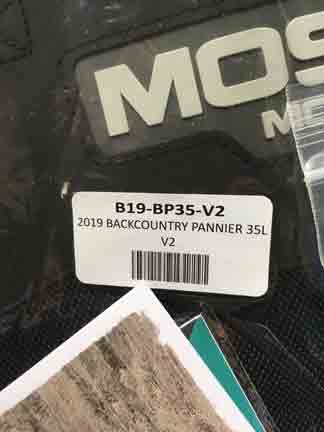 MOS
M
B19-BP35-V2
2019 BACKCOUNTRY PANNIER 35L
V2